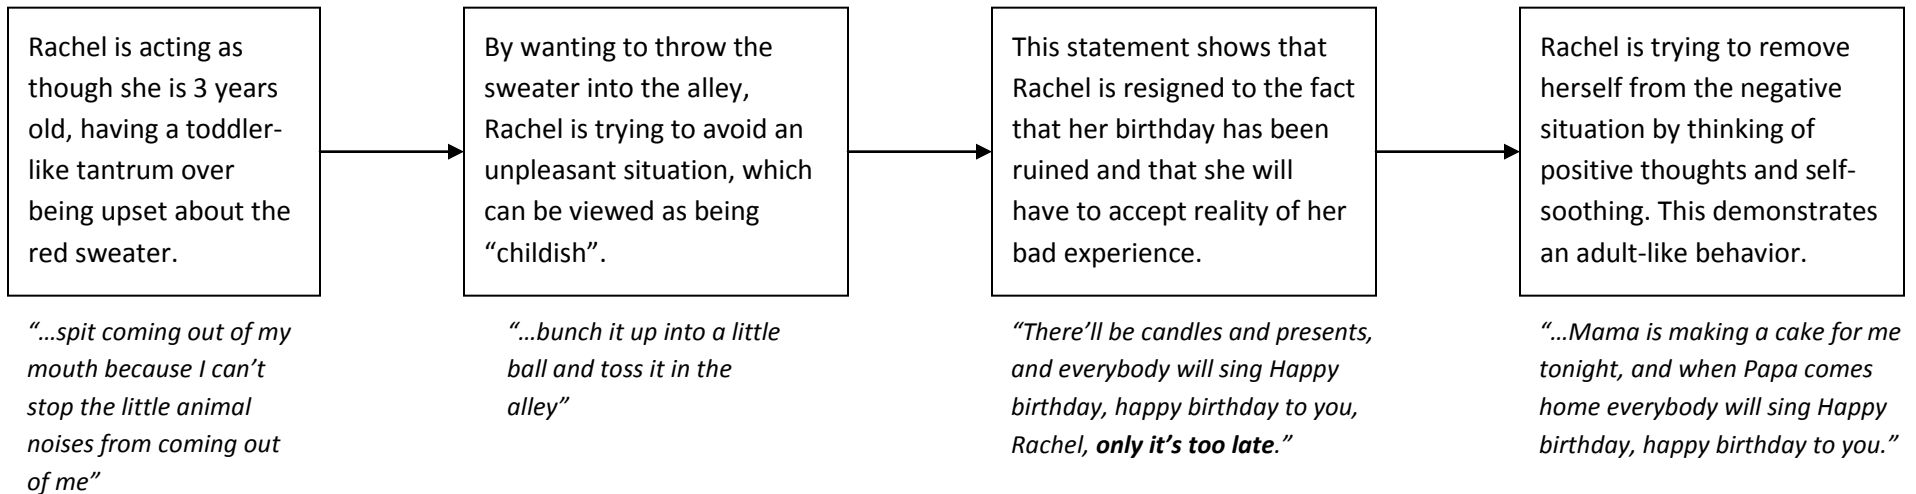 Rachel is acting as
though she is 3 years
old, having a toddler-
like tantrum over
being upset about the
red sweater.
By wanting to throw the
sweater into the alley,
Rachel is trying to avoid an
unpleasant situation, which
can be viewed as being
“childish”.
This statement shows that
Rachel is resigned to the fact
that her birthday has been
ruined and that she will
have to accept reality of her
bad experience.
Rachel is trying to remove
herself from the negative
situation by thinking of
positive thoughts and self-
soothing. This demonstrates
an adult-like behavior.
“…spit coming out of my
mouth because I can’t
stop the little animal
noises from coming out
of me”
“…bunch it up into a little
ball and toss it in the
alley”
“There’ll be candles and presents,
and everybody will sing Happy
birthday, happy birthday to you,
Rachel, only it’s too late.”
“…Mama is making a cake for me
tonight, and when Papa comes
home everybody will sing Happy
birthday, happy birthday to you.”